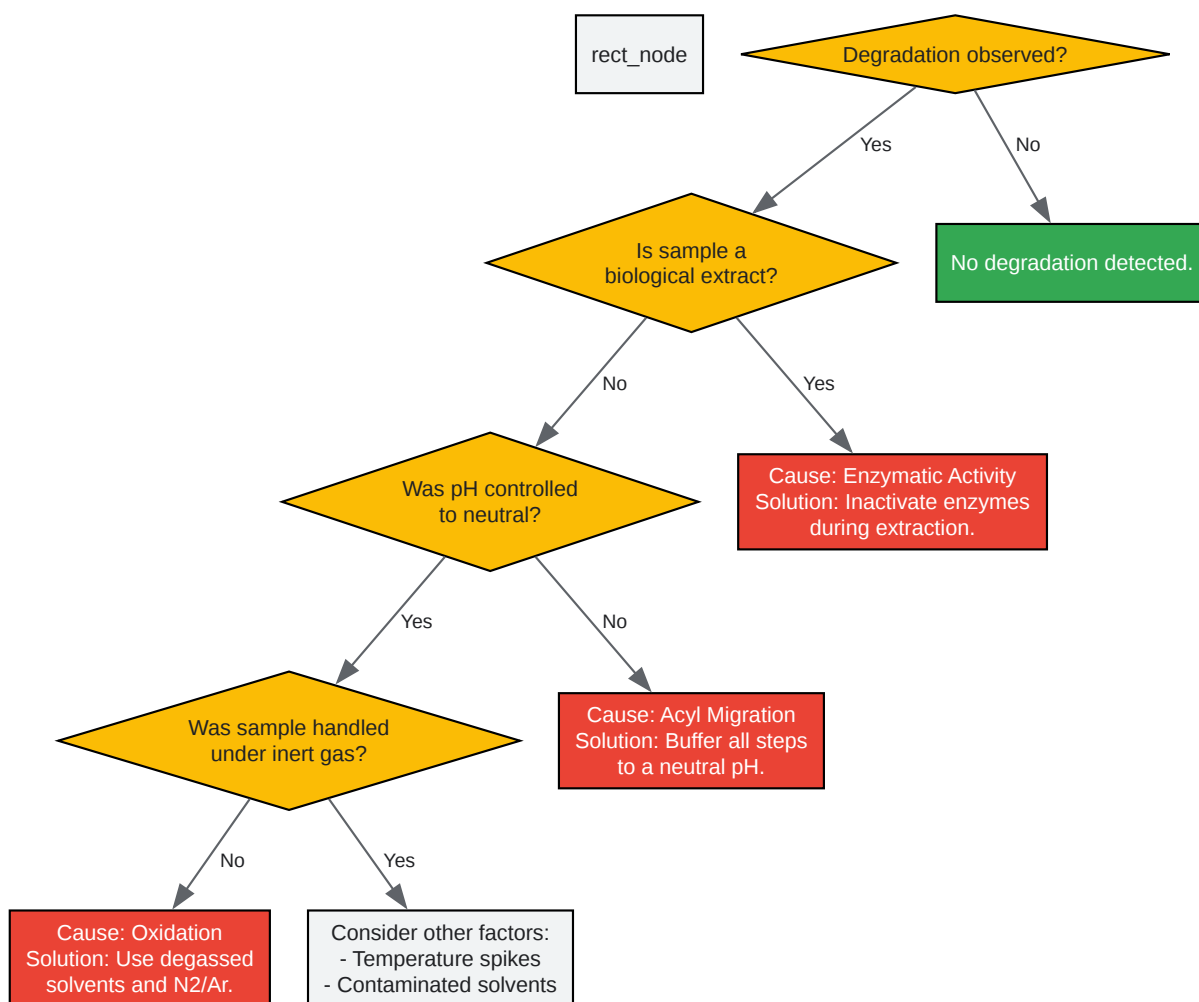 rect_node
Degradation observed?
Yes
No
Is sample a
biological extract?
No degradation detected.
No
Yes
Was pH controlled
to neutral?
Cause: Enzymatic Activity
Solution: Inactivate enzymes
during extraction.
Yes
No
Was sample handled
under inert gas?
Cause: Acyl Migration
Solution: Buffer all steps
to a neutral pH.
No
Yes
Cause: Oxidation
Solution: Use degassed
solvents and N2/Ar.
Consider other factors:
- Temperature spikes
- Contaminated solvents